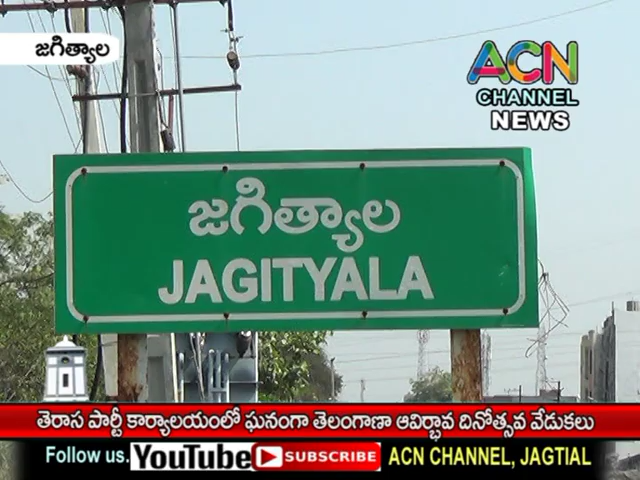 జగిత్యాల
ACN
CHANNEL
NEWS
జగిత్యాల
JAGITYALA
తెరాస పార్టీ కార్యాలయంలో ఘనంగా తెలంగాణా ఆవిర్భావ దినోత్సవ వేడుకలు
Follow us. YouTube SUBSCRIBE ACN CHANNEL, JAGTIAL